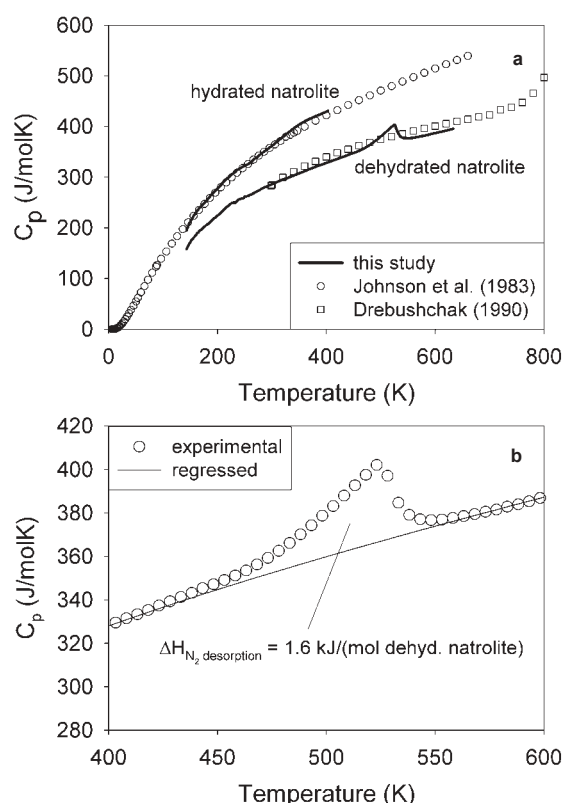 600
500
400
300
200
100
0
Cp (J/molK)
a
hydrated natrolite
dehydrated natrolite
this study
Johnson et al. (1983)
Drebushchak (1990)
0 200 400 600 800
Temperature (K)
420
400
380
360
340
320
300
280
Cp (J/molK)
experimental
regressed
b
ΔHN2 desorption = 1.6 kJ/(mol dehyd. natrolite)
400 450 500 550 600
Temperature (K)